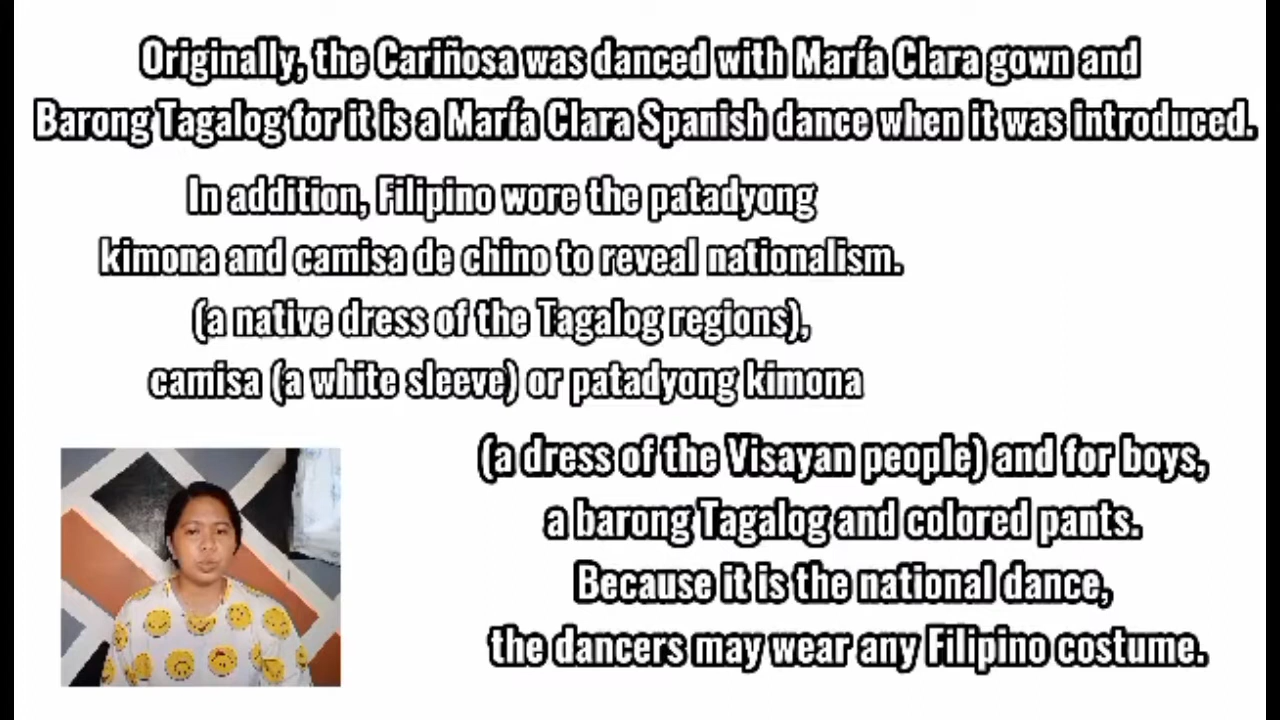 Originally, the Cariñosa was danced with María Clara gown and
Barong Tagalog for it is a María Clara Spanish dance when it was introduced.
In addition, Filipino wore the patadyong
kimona and camisa de chino to reveal nationalism.
(a native dress of the Tagalog regions),
camisa (a white sleeve) or patadyong kimona
(a dress of the Visayan people) and for boys,
a barong Tagalog and colored pants.
Because it is the national dance,
the dancers may wear any Filipino costume.